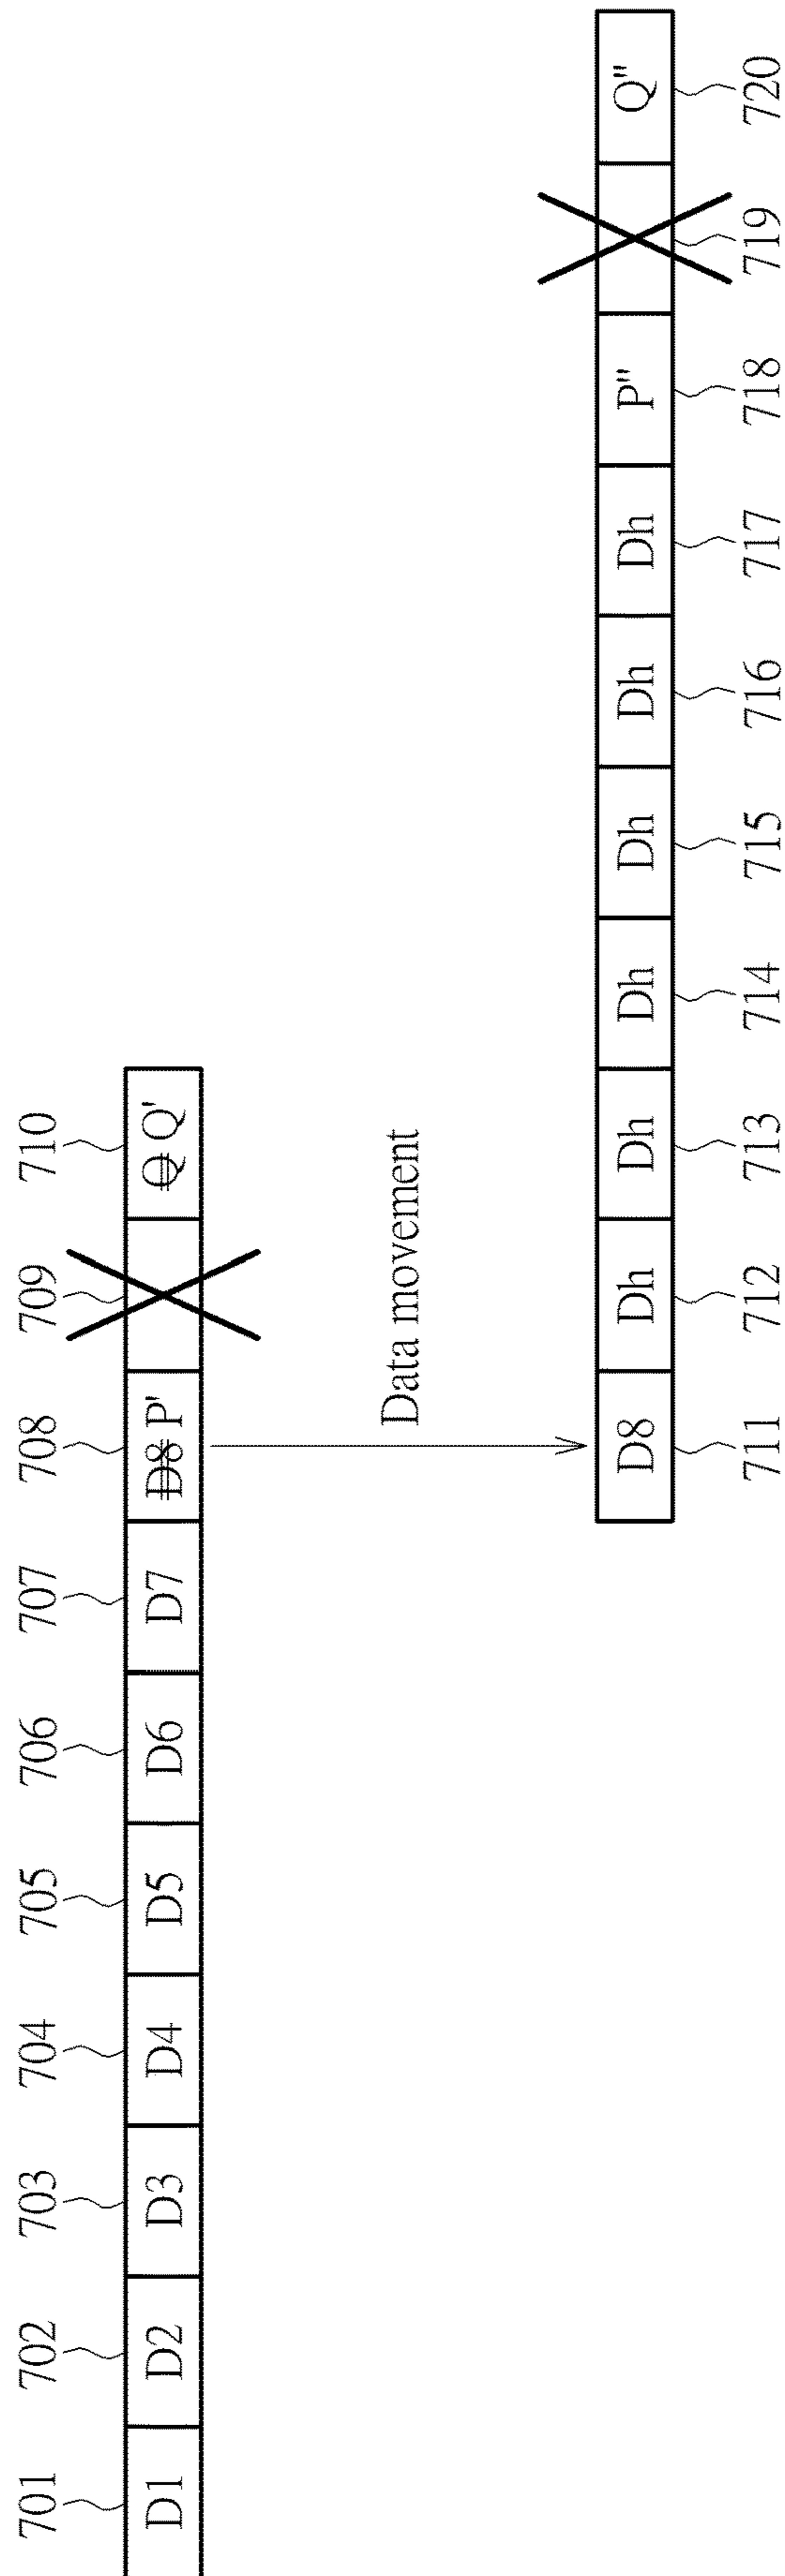 701 702 703 704 705 706 707 708 709 710
D1 D2 D3 D4 D5 D6 D7 D8 P' Q Q'
Data movement
D8 Dh Dh Dh Dh Dh Dh P" Q"
711 712 713 714 715 716 717 718 719 720